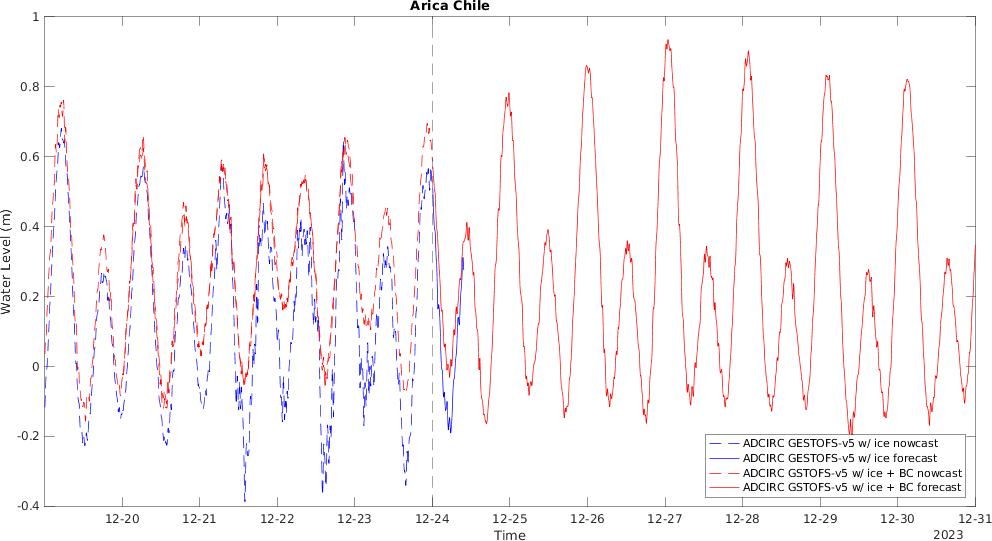 Arica Chile
1
0.8
0.6
0.4
0.2
0
-0.2
-0.4
Water Level (m)
ADCIRC GESTOFS-v5 w/ ice nowcast
ADCIRC GESTOFS-v5 w/ ice forecast
ADCIRC GSTOFS-v5 w/ ice + BC nowcast
ADCIRC GSTOFS-v5 w/ ice + BC forecast
12-20 12-21 12-22 12-23 12-24 12-25 12-26 12-27 12-28 12-29 12-30 12-31
Time
2023